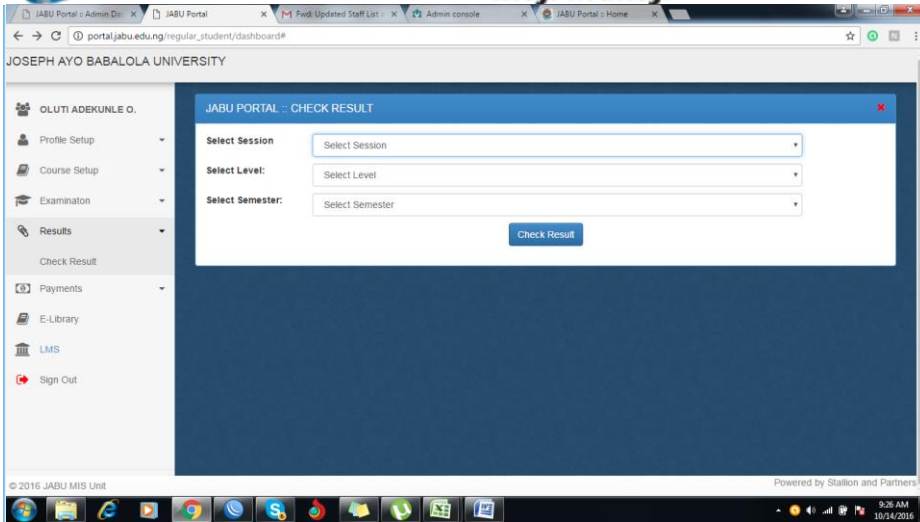 JABU Portal :: Admin Da
JABU Portal
Fwd: Updated Staff List
Admin console
JABU Portal :: Home
portal.jabu.edu.ng/regular_student/dashboard#
JOSEPH AYO BABALOLA UNIVERSITY
OLUTI ADEKUNLE O.
Profile Setup
Course Setup
Examinaton
Results
Check Result
Payments
E-Library
LMS
Sign Out
JABU PORTAL :: CHECK RESULT
Select Session
Select Session
Select Level:
Select Level
Select Semester:
Select Semester
Check Result
© 2016 JABU MIS Unit
Powered by Stallion and Partners
9:26 AM
10/14/2016